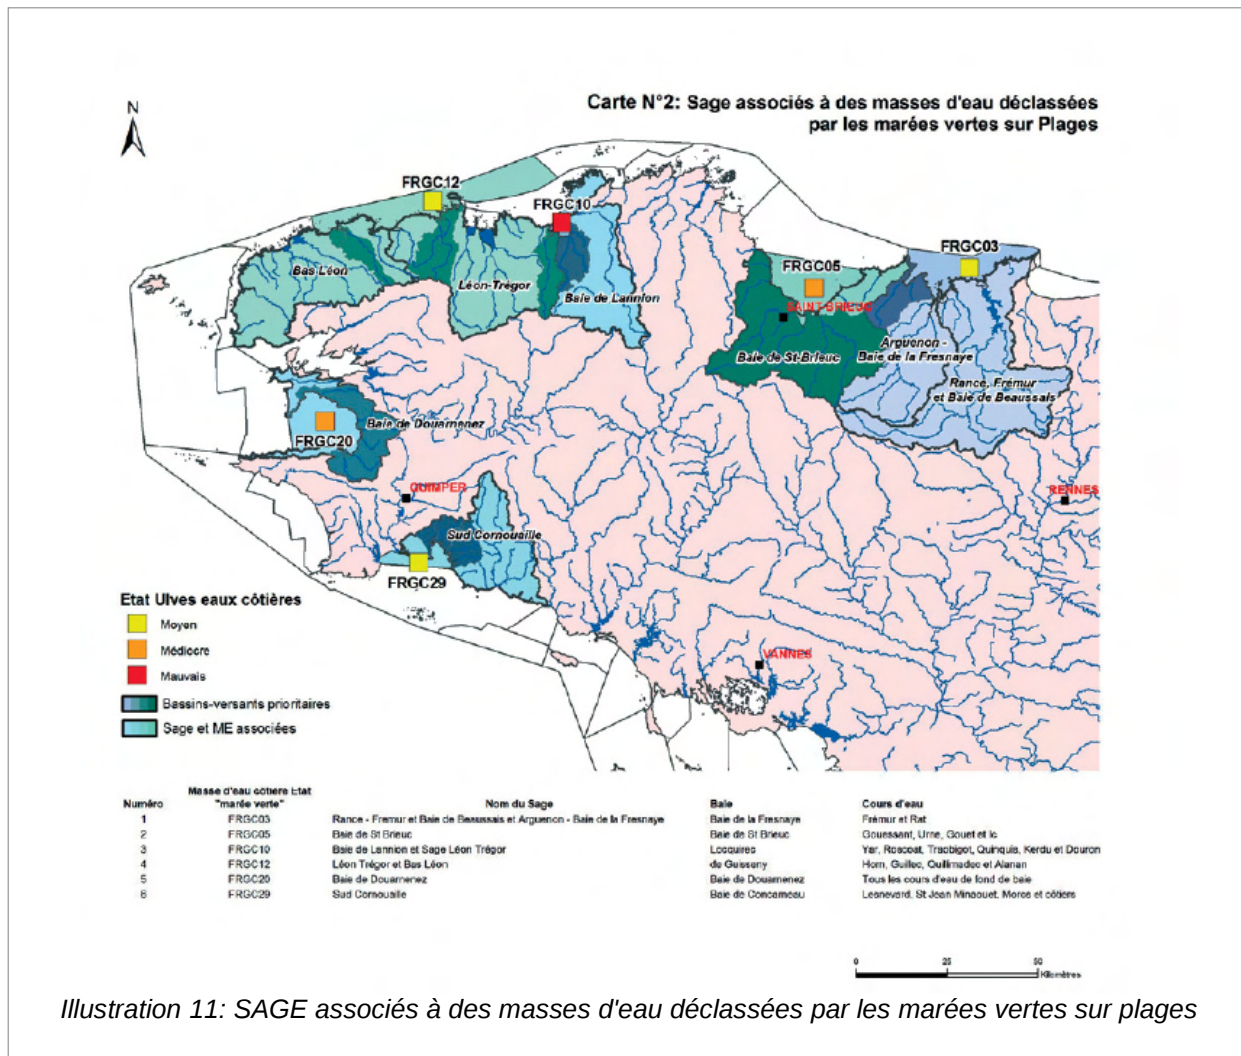 Carte N°2: Sage associés à des masses d'eau déclassées
par les marées vertes sur Plages
N
FRGC12
FRGC10
FRGC03
FRGC05
Bas Léon
Léon-Trégor
Baie de Lannion
SAINT BRIEUC
Baie de St-Brieuc
Arguenon -
Baie de la Fresnaye
Rance, Frémur
et Baie de Beaussais
Baie de Douarnenez
FRGC20
QUIMPER
RENNES
Sud Cornouaille
FRGC29
VANNES
Etat Ulves eaux côtières
Moyen
Médiocre
Mauvais
Bassins-versants prioritaires
Sage et ME associées
Numéro Masse d'eau côtière Etat "marée verte" Nom du Sage Baie Cours d'eau
1 FRGC03 Rance - Fremur et Baie de Beaussais et Arguenon - Baie de la Fresnaye Baie de la Fresnaye Frémur et Rat
2 FRGC05 Baie de St Brieuc Baie de St Brieuc Gouessant, Urne, Gouet et Ic
3 FRGC10 Baie de Lannion et Sage Léon Trégor Locquirec Yar, Roscoat, Traobigot, Quinquis, Kerdu et Douron
4 FRGC12 Léon Trégor et Bas Léon de Guisseny Horn, Guillec, Quillimadec et Alanan
5 FRGC20 Baie de Douarnenez Baie de Douarnenez Tous les cours d'eau de fond de baie
6 FRGC29 Sud Cornouaille Baie de Concarneau Lesnevard, St Jean Minaouet, Moros et côtiers
0 25 50
Kilomètres
Illustration 11: SAGE associés à des masses d'eau déclassées par les marées vertes sur plages